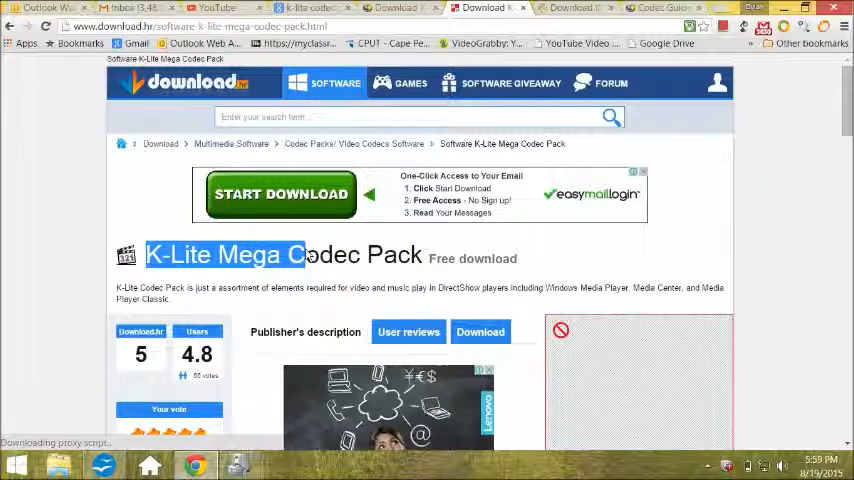 Outlook W
Inbox (3,48
YouTube
k-lite codec
Download
Download K
Download
Codec Guide
Dylan
www.download.hr/software-k-lite-mega-codec-pack.html
Apps
Bookmarks
Gmail
Outlook Web A...
https://myclassr...
CPUT - Cape Pe...
VideoGrabby: Y...
YouTube Video -...
Google Drive
Other bookmarks
Software K-Lite Mega Codec Pack
download.hr
SOFTWARE
GAMES
SOFTWARE GIVEAWAY
FORUM
Enter your search term...
Download
Multimedia Software
Codec Packs/ Video Codecs Software
Software K-Lite Mega Codec Pack
START DOWNLOAD
One-Click Access to Your Email
1. Click Start Download
2. Free Access - No Sign up!
3. Read Your Messages
easymaillogin
K-Lite Mega Codec Pack Free download
K-Lite Codec Pack is just a assortment of elements required for video and music play in DirectShow players including Windows Media Player, Media Center, and Media
Player Classic.
Download.hr
5
Users
4.8
55 votes
Your vote
Publisher's description
User reviews
Download
¥€$
@
Lenovo
321
Downloading proxy script...
5:59 PM
8/19/2015